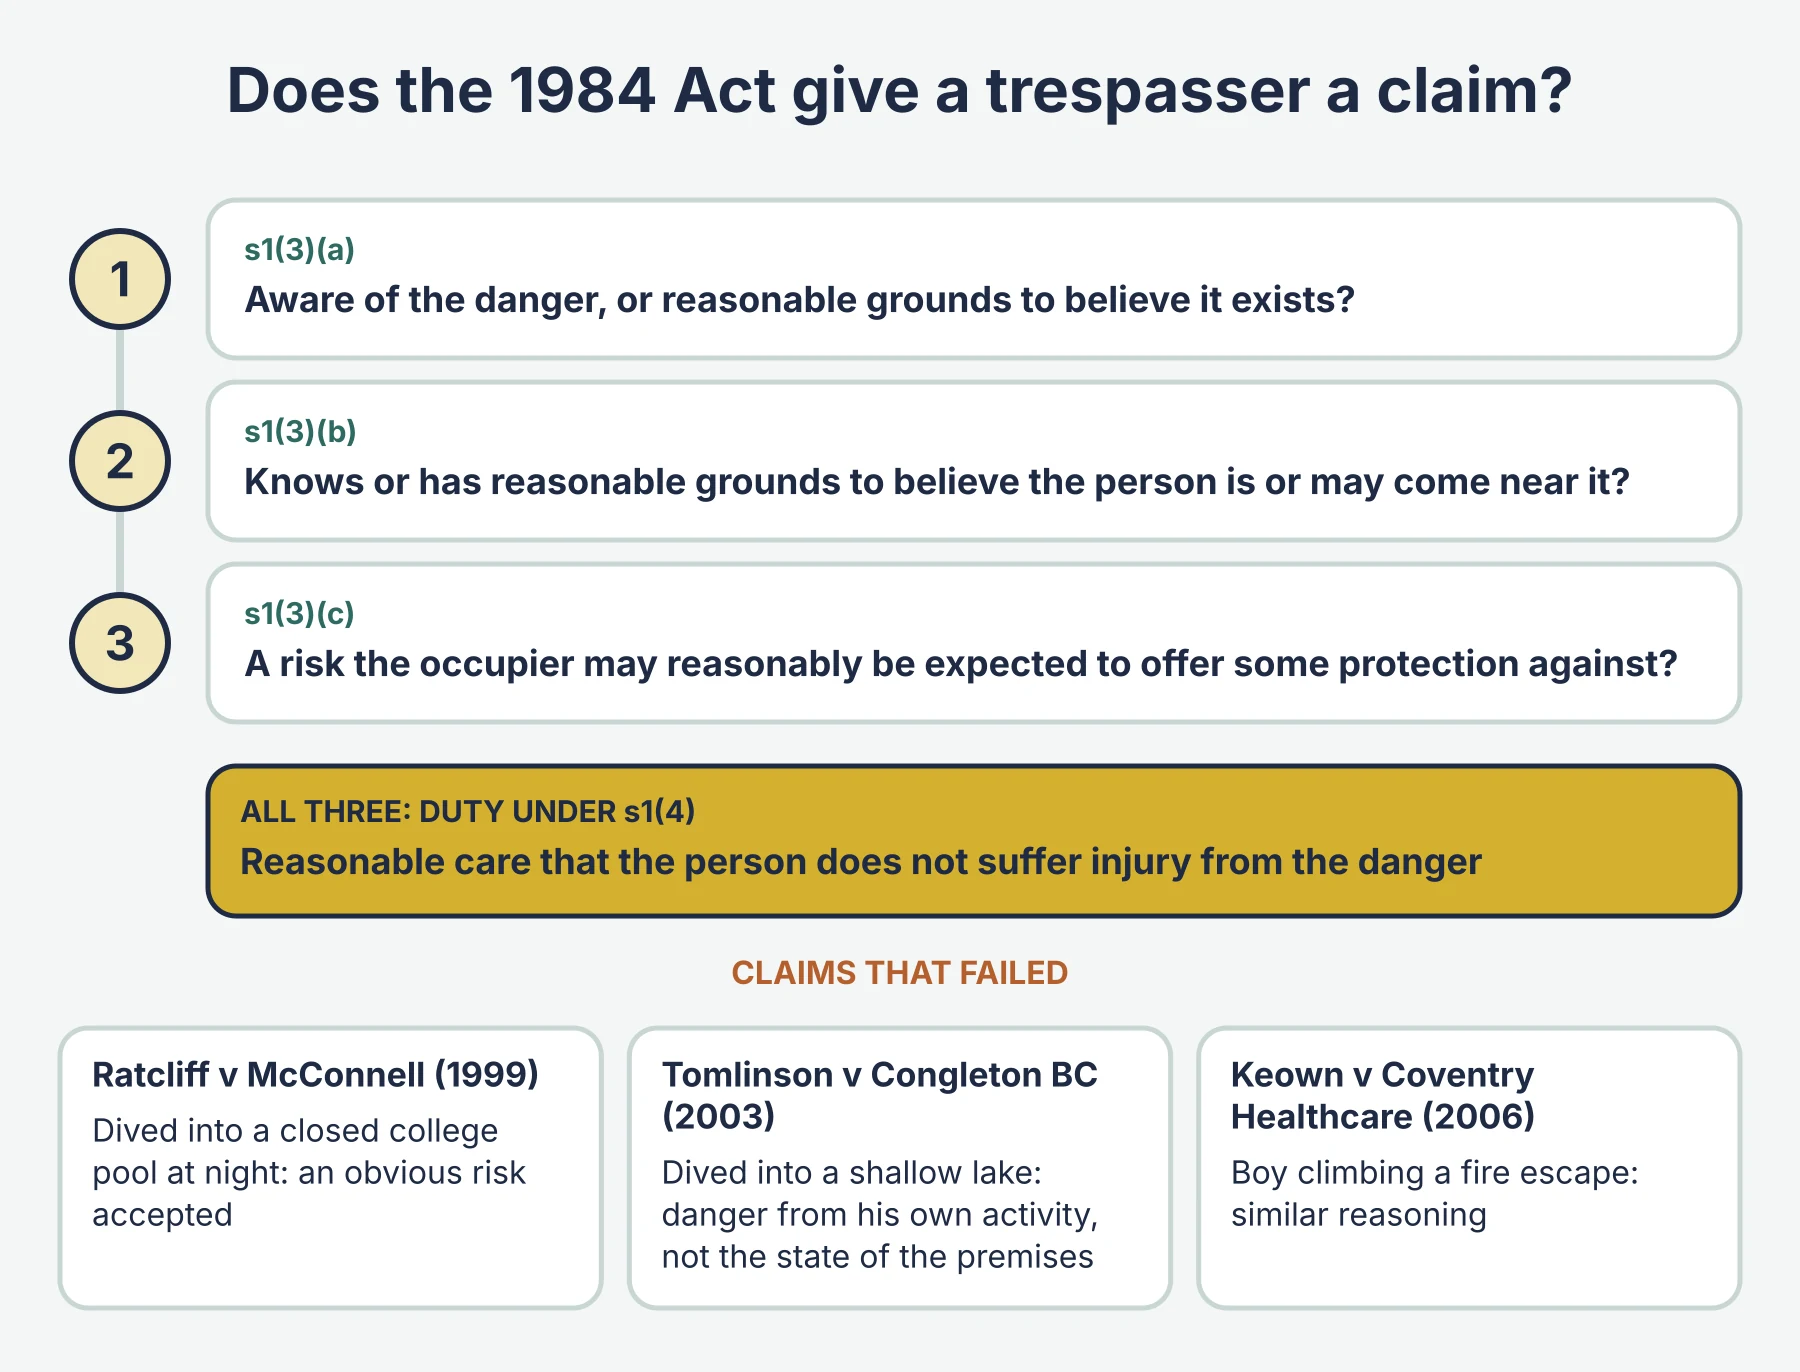 Does the 1984 Act give a trespasser a claim?
1
s1(3)(a)
Aware of the danger, or reasonable grounds to believe it exists?
2
s1(3)(b)
Knows or has reasonable grounds to believe the person is or may come near it?
3
s1(3)(c)
A risk the occupier may reasonably be expected to offer some protection against?
ALL THREE: DUTY UNDER s1(4)
Reasonable care that the person does not suffer injury from the danger
CLAIMS THAT FAILED
Ratcliff v McConnell (1999)
Dived into a closed college
pool at night: an obvious risk
accepted
Tomlinson v Congleton BC
(2003)
Dived into a shallow lake:
danger from his own activity,
not the state of the premises
Keown v Coventry
Healthcare (2006)
Boy climbing a fire escape:
similar reasoning